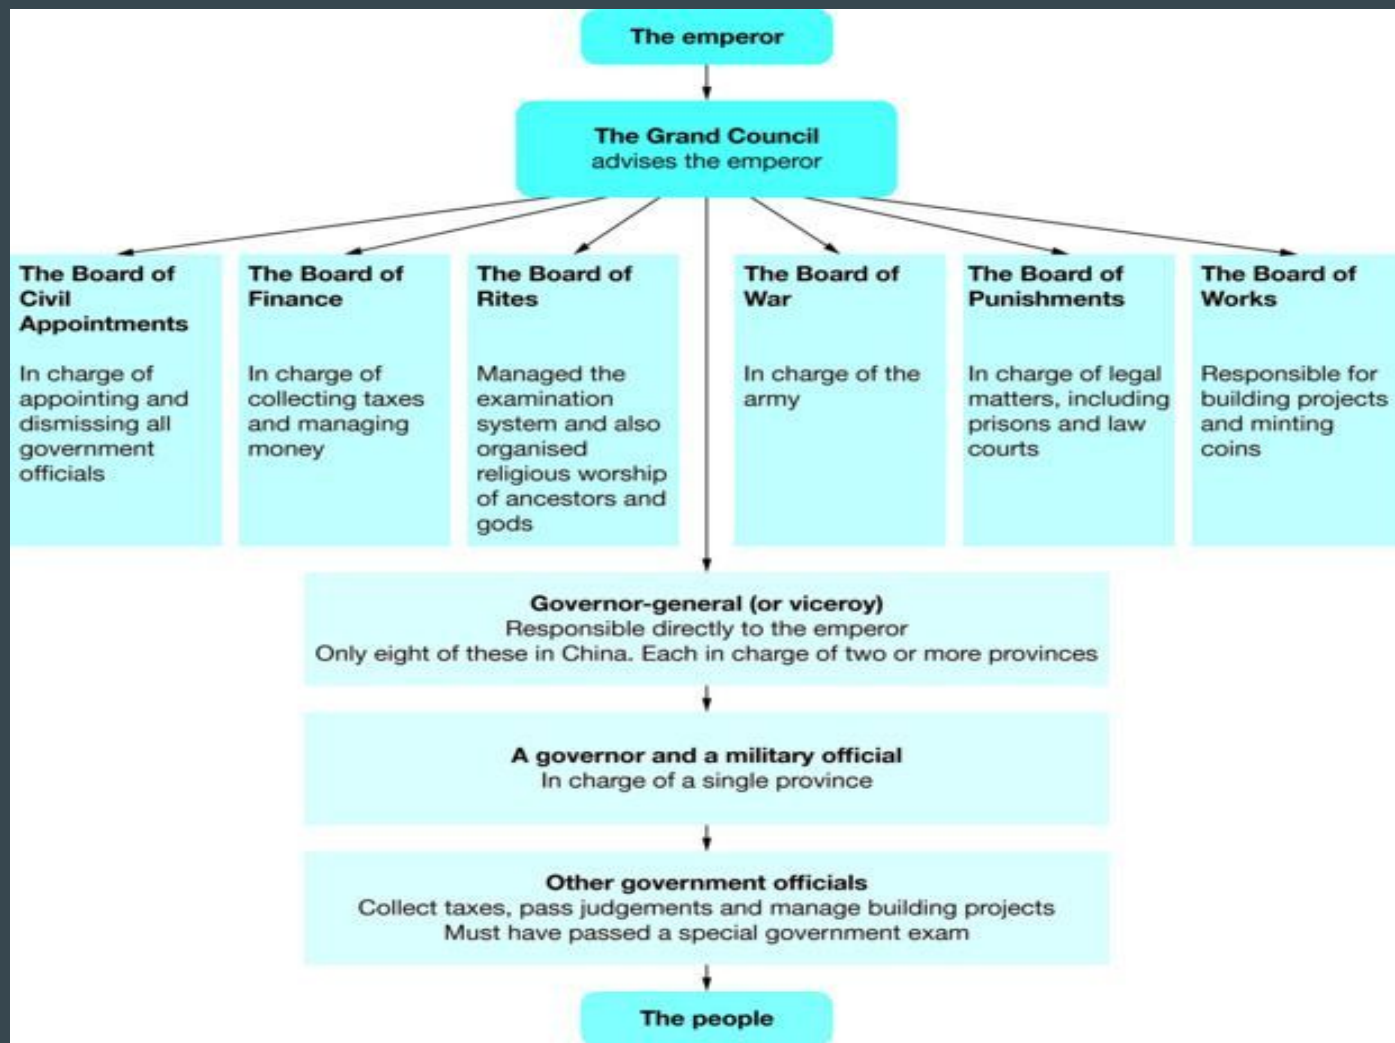 The emperor
The Grand Council
advises the emperor
The Board of
Civil
Appointments
In charge of
appointing and
dismissing all
government
officials
The Board of
Finance
In charge of
collecting taxes
and managing
money
The Board of
Rites
Managed the
examination
system and also
organised
religious worship
of ancestors and
gods
The Board of
War
In charge of the
army
The Board of
Punishments
In charge of legal
matters, including
prisons and law
courts
The Board of
Works
Responsible for
building projects
and minting
coins
Governor-general (or viceroy)
Responsible directly to the emperor
Only eight of these in China. Each in charge of two or more provinces
A governor and a military official
In charge of a single province
Other government officials
Collect taxes, pass judgements and manage building projects
Must have passed a special government exam
The people